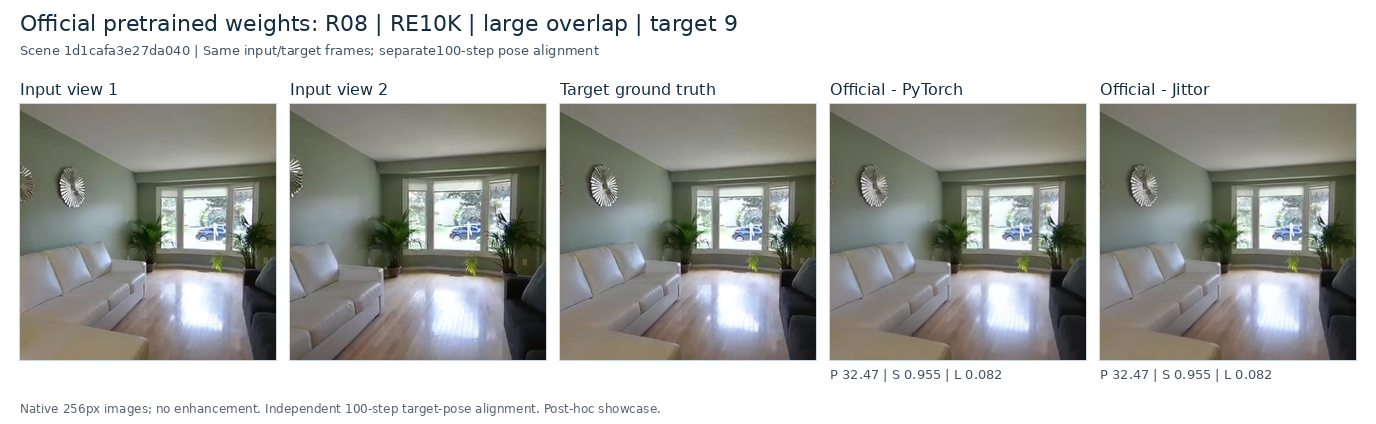 Official pretrained weights: R08 | RE10K | large overlap | target 9
Scene 1d1cafa3e27da040 | Same input/target frames; separate100-step pose alignment
Input view 1
Input view 2
Target ground truth
Official - PyTorch
Official - Jittor
P 32.47 | S 0.955 | L 0.082
P 32.47 | S 0.955 | L 0.082
Native 256px images; no enhancement. Independent 100-step target-pose alignment. Post-hoc showcase.